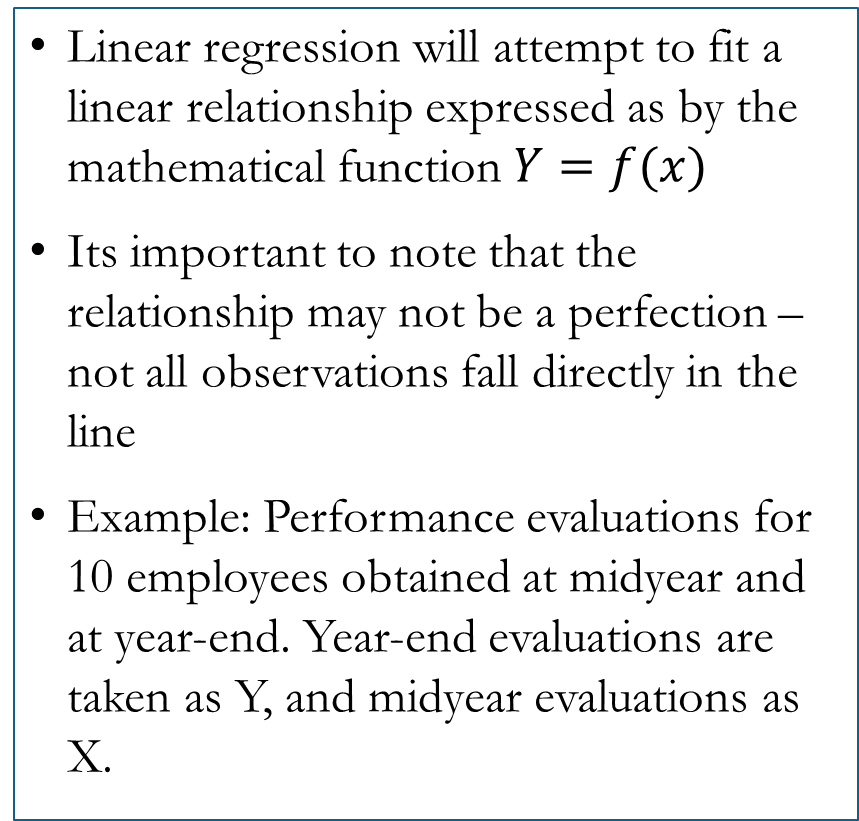 • Linear regression will attempt to fit a
linear relationship expressed as by the
mathematical function 𝑌 = 𝑓(𝑥)
• Its important to note that the
relationship may not be a perfection –
not all observations fall directly in the
line
• Example: Performance evaluations for
10 employees obtained at midyear and
at year-end. Year-end evaluations are
taken as Y, and midyear evaluations as
X.